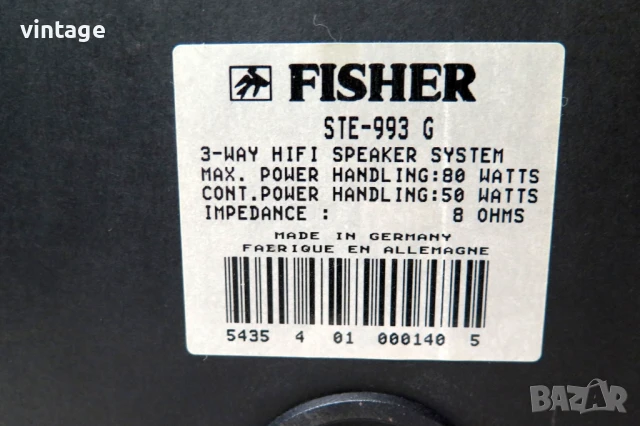 vintage
FISHER
STE-993 G
3-WAY HIFI SPEAKER SYSTEM
MAX. POWER HANDLING:80 WATTS
CONT.POWER HANDLING:50 WATTS
IMPEDANCE : 8 OHMS
MADE IN GERMANY
FAERIQUE EN ALLEMAGNE
5435 4 01 000140 5
BAZAR